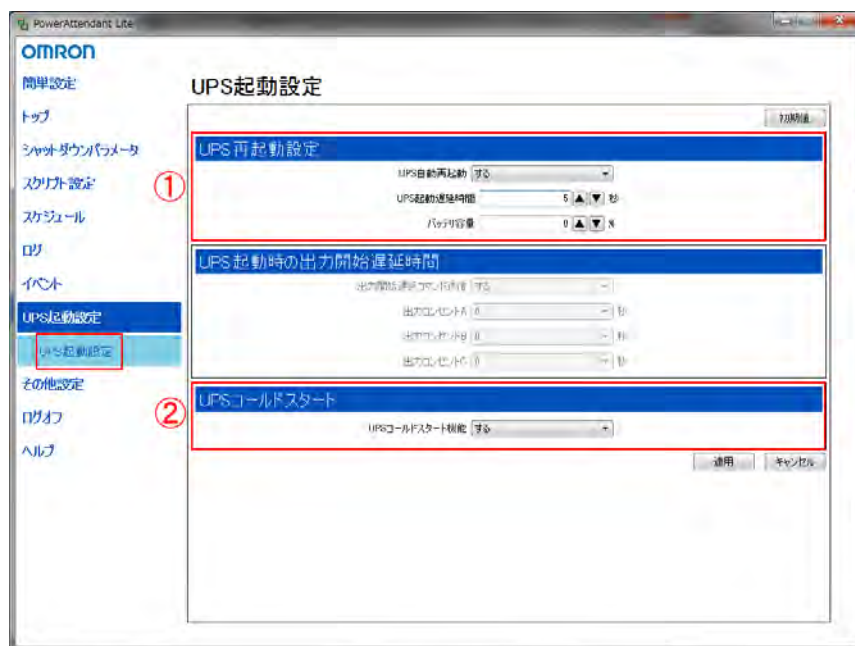 PowerAttendant Lite
OMRON
簡単設定
トップ
シャットダウンパラメータ
スクリプト設定
スケジュール
ログ
イベント
UPS起動設定
UPS起動設定
その他設定
ログオフ
ヘルプ
UPS起動設定
初期値
①
UPS再起動設定
UPS自動再起動 する
UPS起動遅延時間 5 ▲ ▼ 秒
バッテリ容量 0 ▲ ▼ %
UPS起動時の出力開始遅延時間
出力開始遅延コマンド送信 する
出力コンセントA 0 秒
出力コンセントB 0 秒
出力コンセントC 0 秒
②
UPSコールドスタート
UPSコールドスタート機能 する
適用 キャンセル